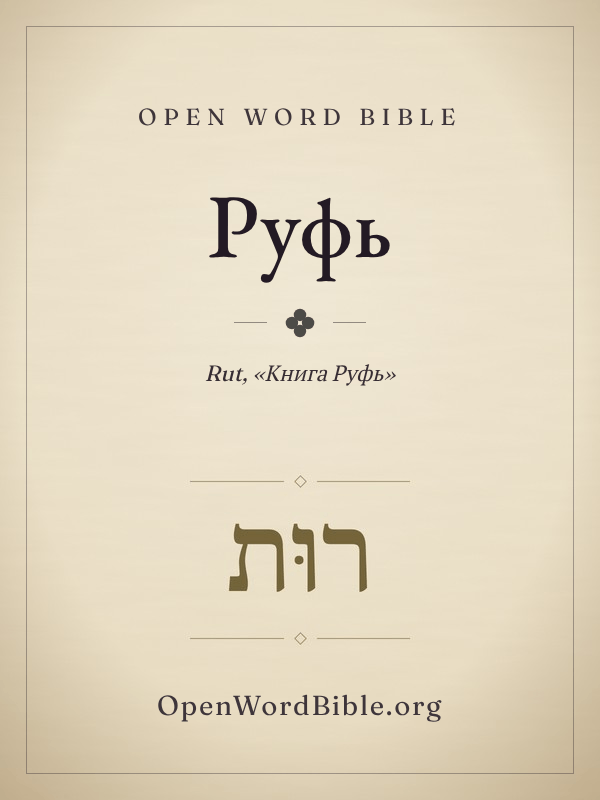 OPEN WORD BIBLE
Руфь
Rut, «Книга Руфь»
רוּת
OpenWordBible.org